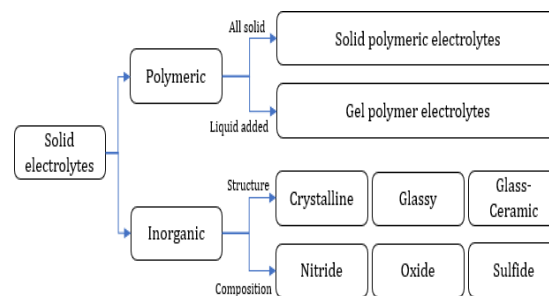 All solid
Solid polymeric electrolytes
Polymeric
Liquid added
Gel polymer electrolytes
Solid
electrolytes
Structure
Crystalline
Glassy
Glass-
Ceramic
Inorganic
Composition
Nitride
Oxide
Sulfide